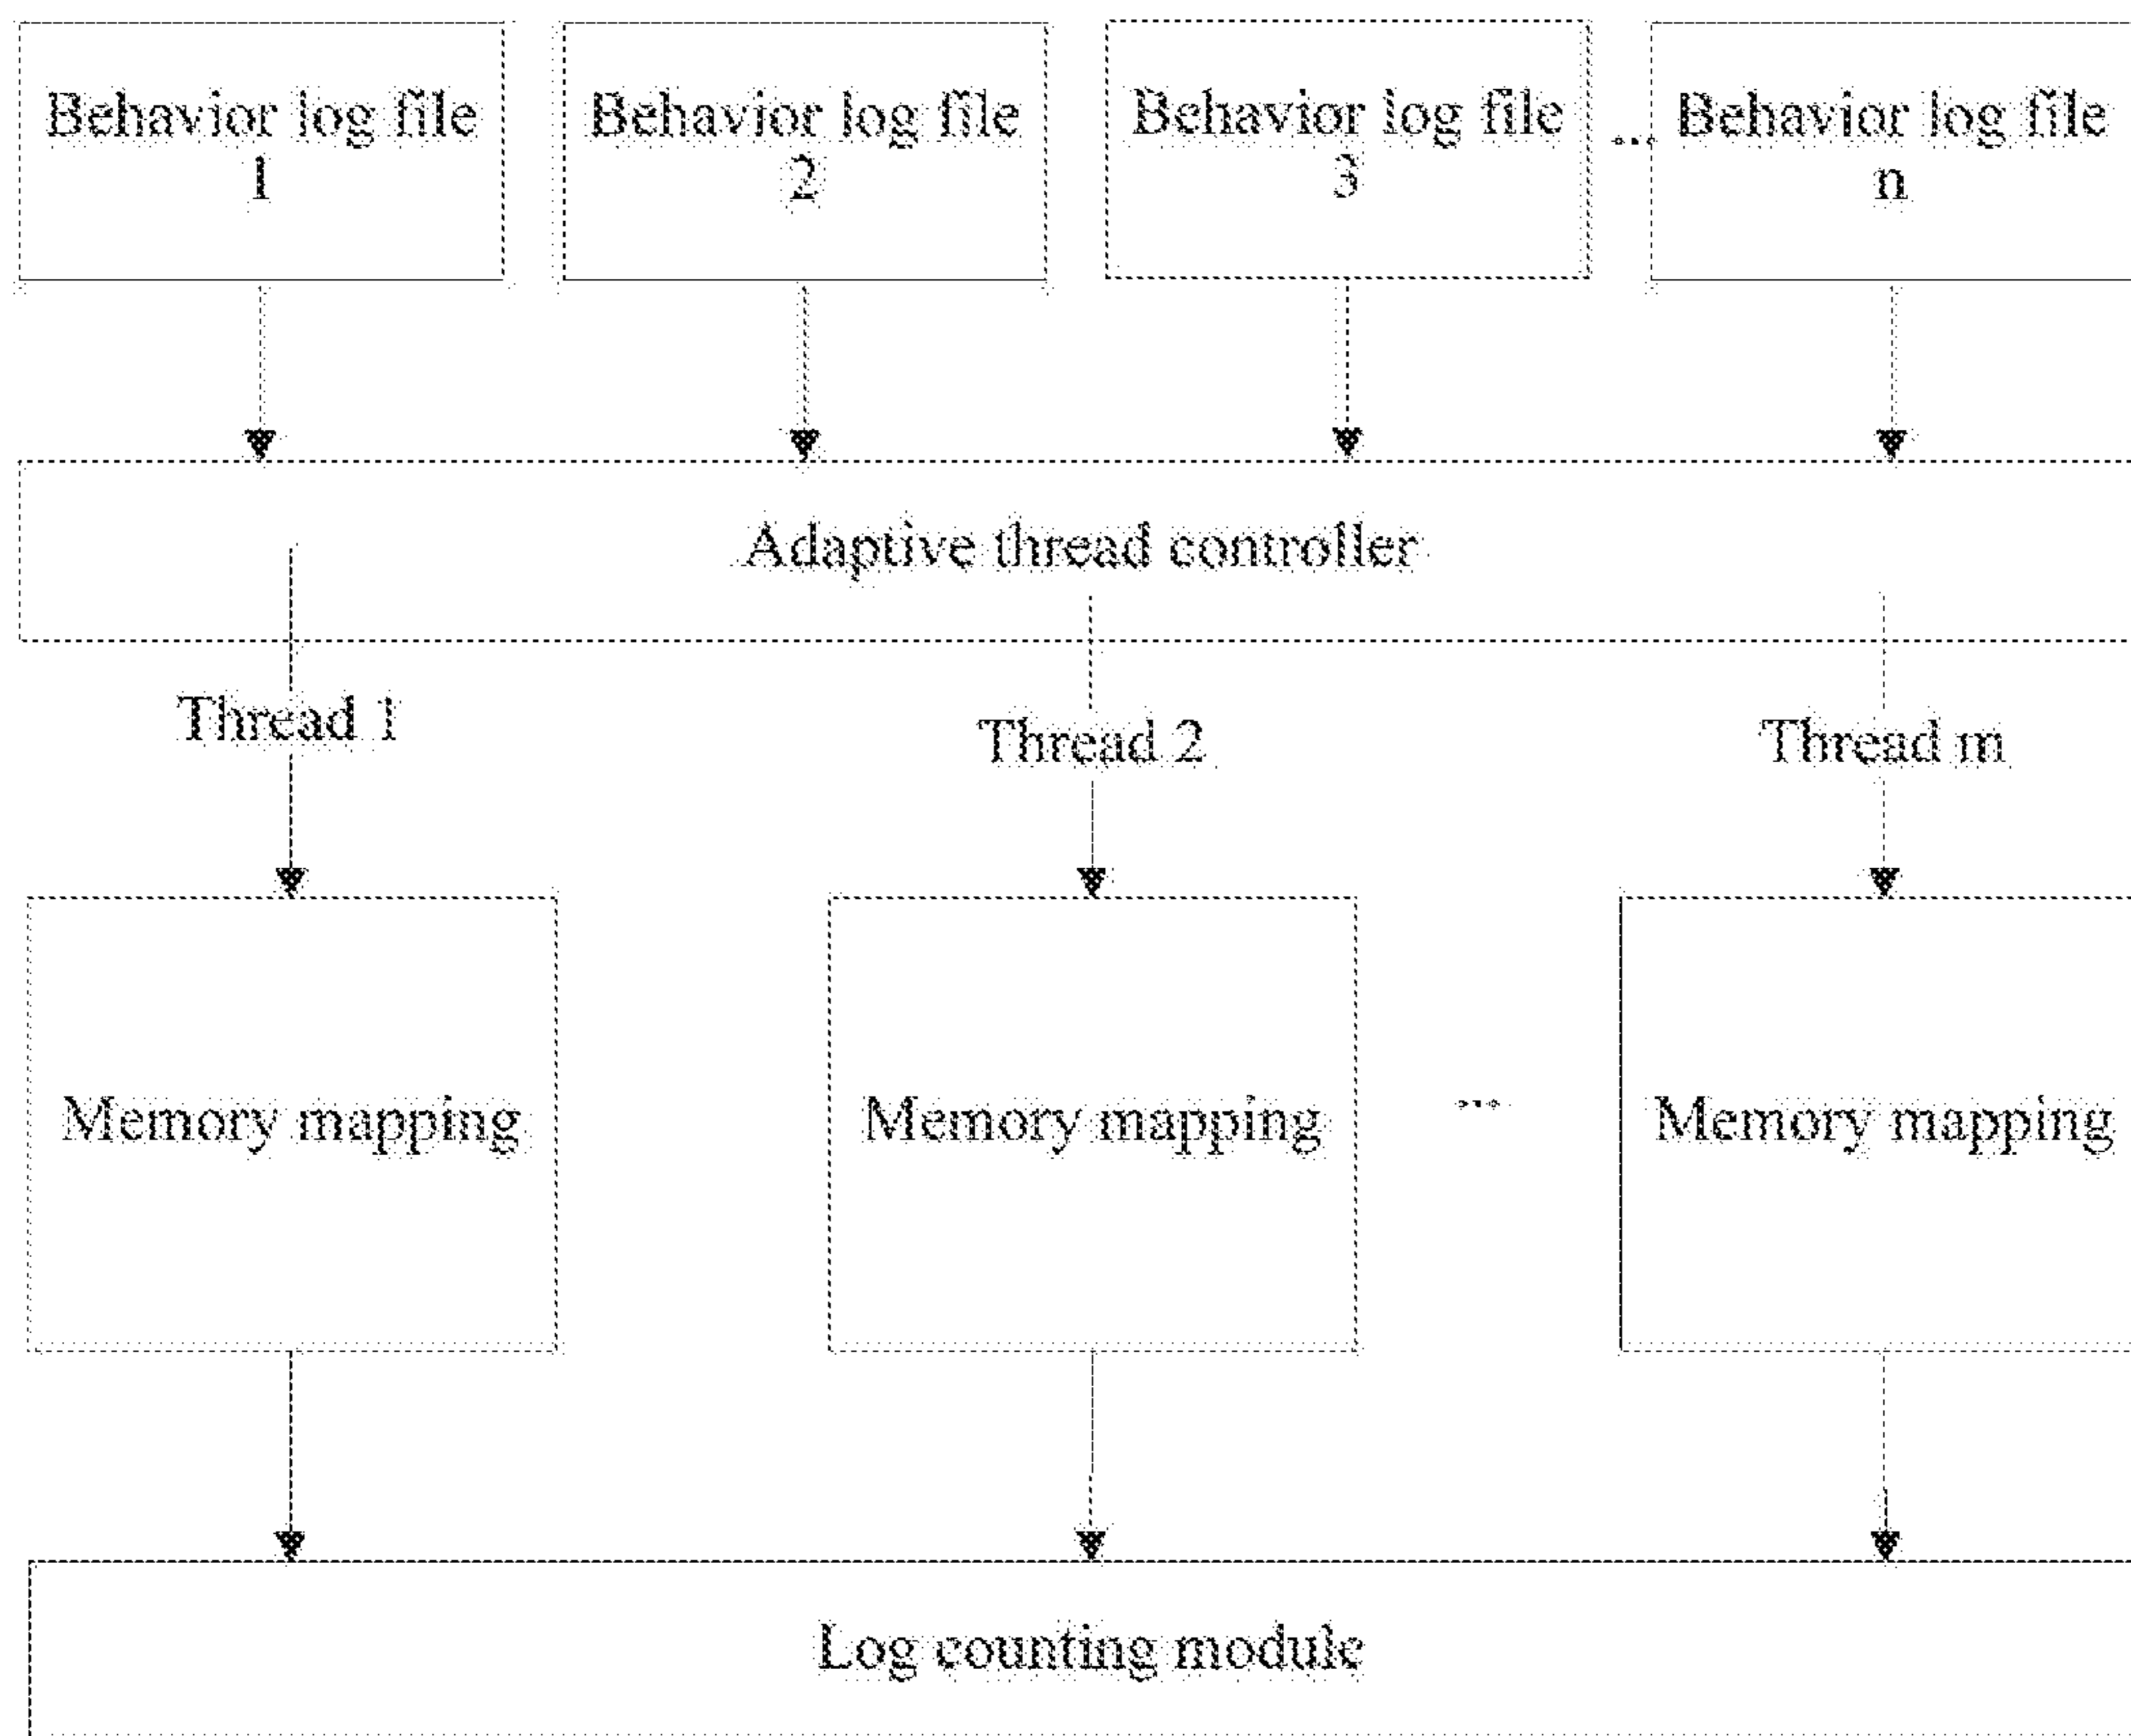 Behavior log file
1
Behavior log file
2
Behavior log file
3
...
Behavior log file
n
Adaptive thread controller
Thread 1
Thread 2
Thread m
Memory mapping
Memory mapping
...
Memory mapping
Log counting module